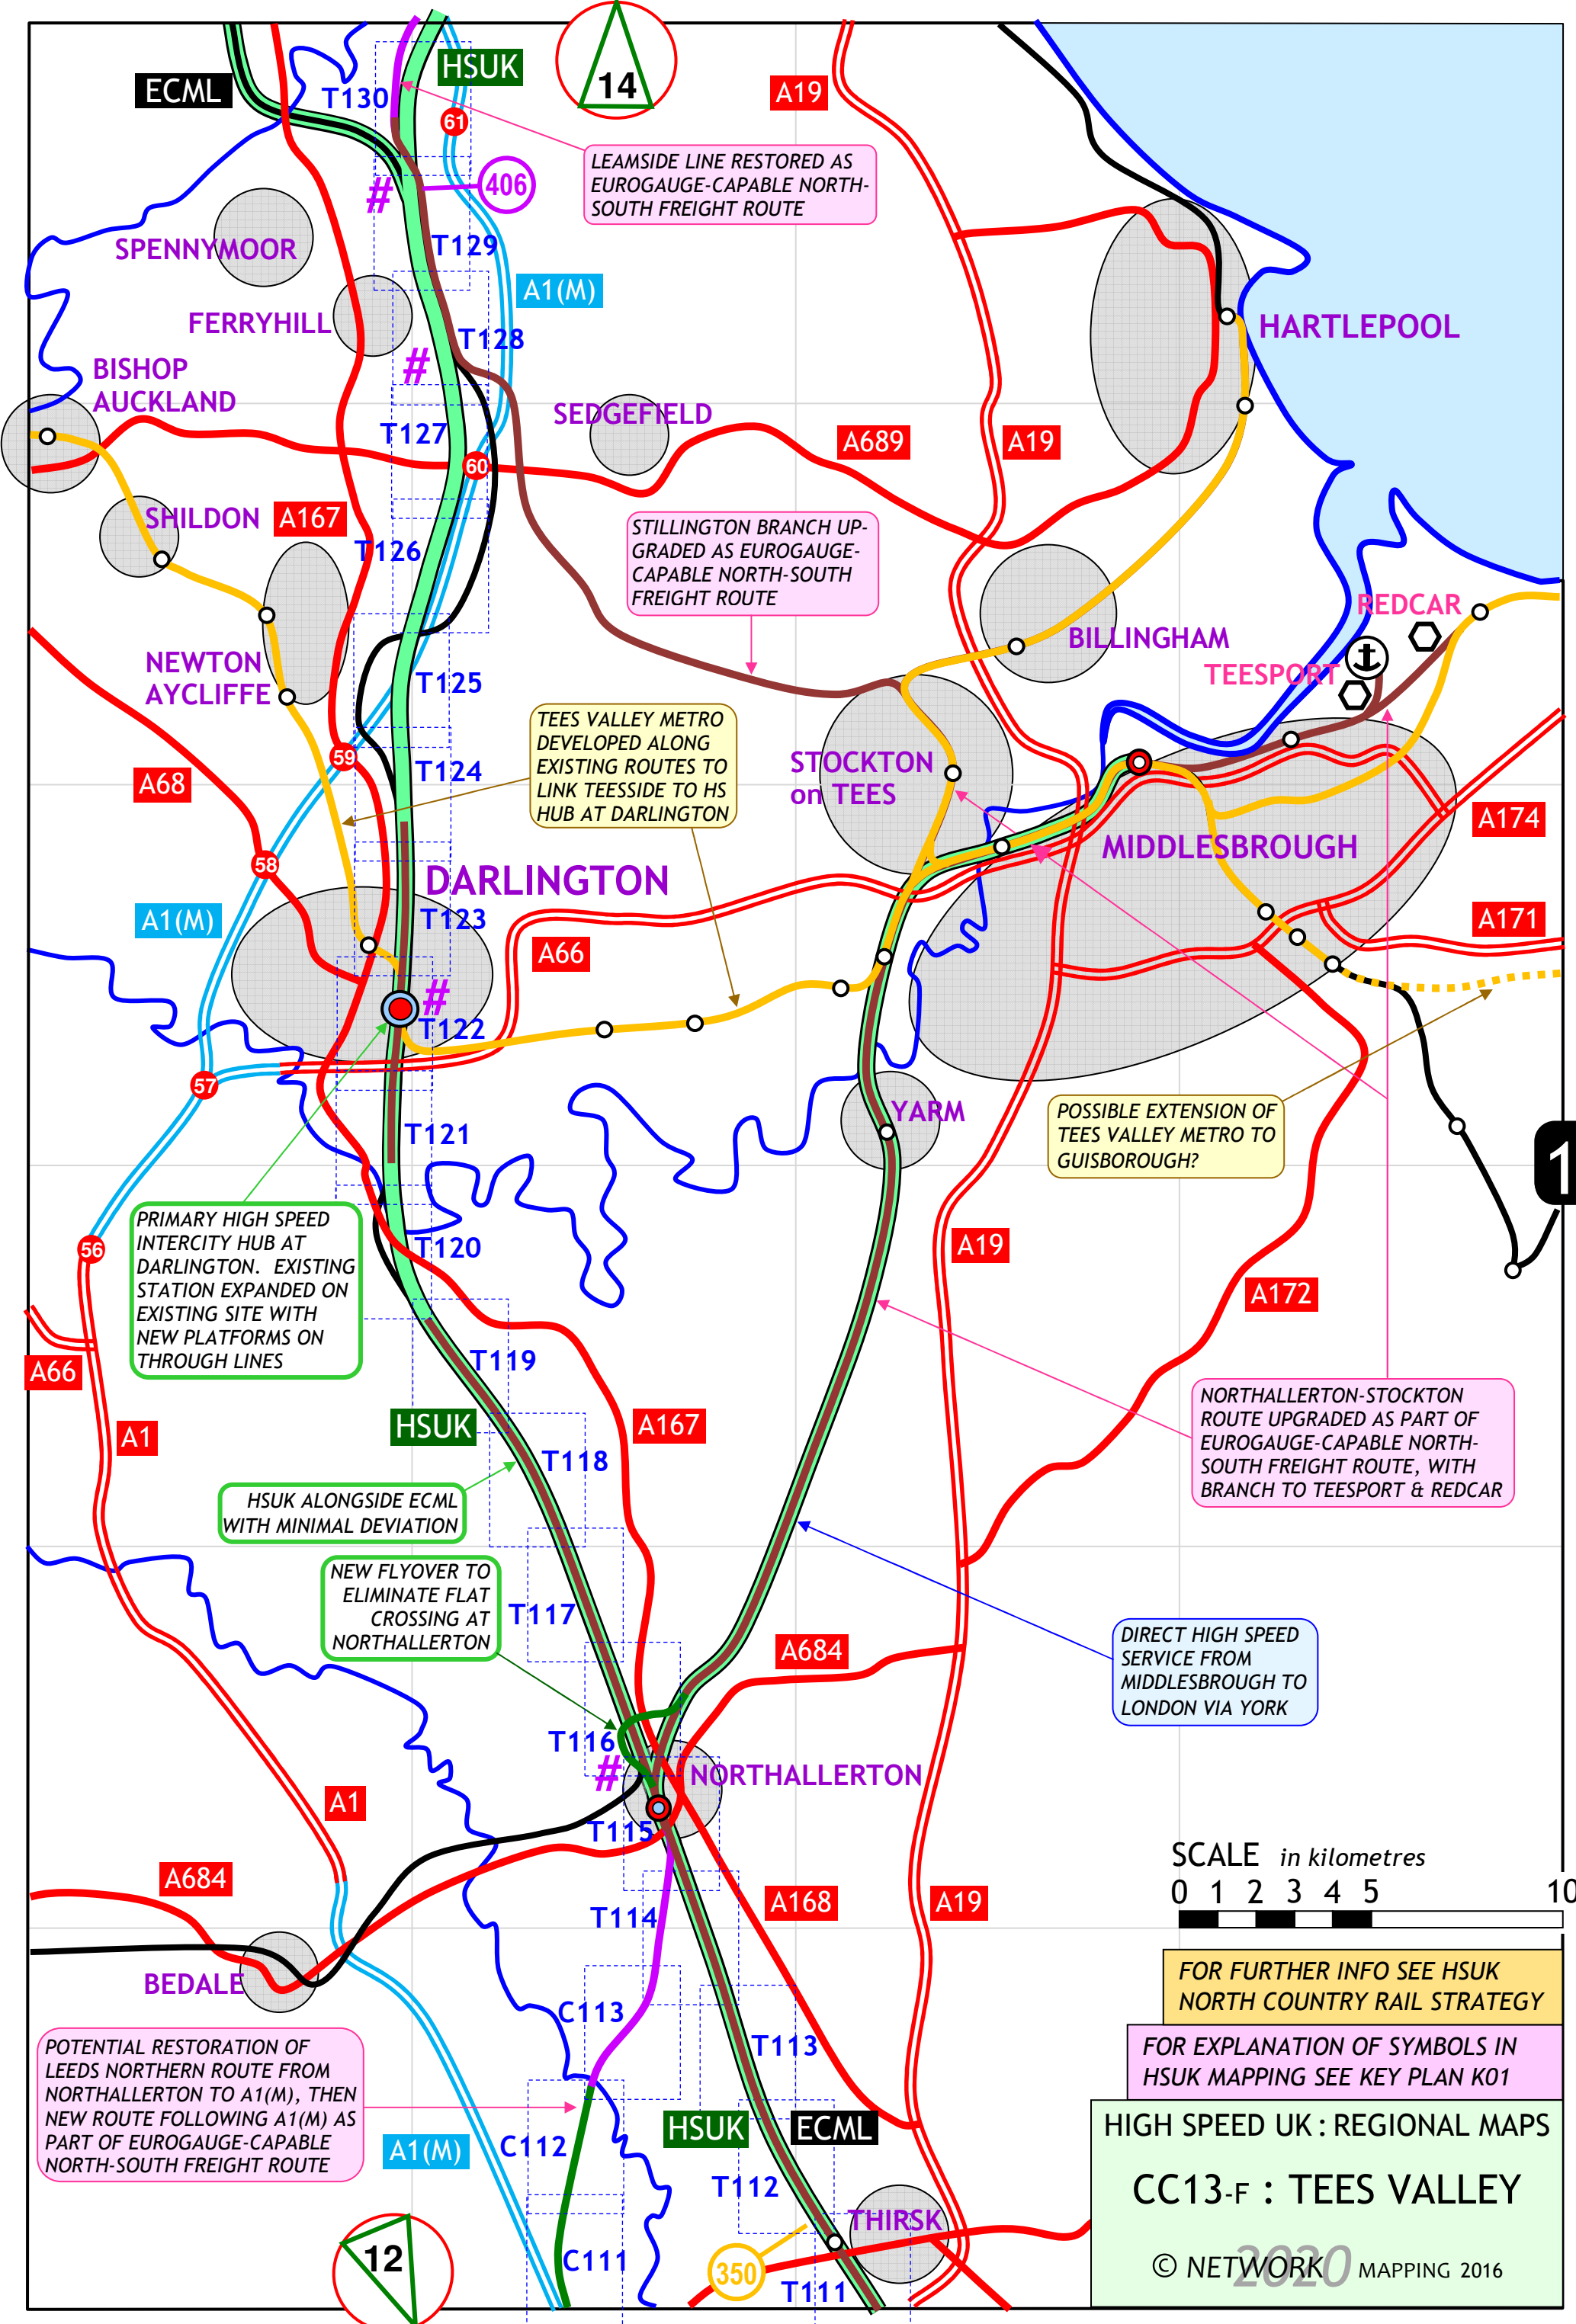 HSUK
ECML
14
A19
T130
61
LEAMSIDE LINE RESTORED AS
EUROGAUGE-CAPABLE NORTH-
SOUTH FREIGHT ROUTE
#
406
SPENNYMOOR
T129
A1(M)
FERRYHILL
T128
HARTLEPOOL
#
BISHOP
AUCKLAND
SEDGEFIELD
T127
A689
A19
60
SHILDON
A167
T126
STILLINGTON BRANCH UP-
GRADED AS EUROGAUGE-
CAPABLE NORTH-SOUTH
FREIGHT ROUTE
REDCAR
BILLINGHAM
NEWTON
AYCLIFFE
TEESPORT
T125
TEES VALLEY METRO
DEVELOPED ALONG
EXISTING ROUTES TO
LINK TEESSIDE TO HS
HUB AT DARLINGTON
59
T124
STOCKTON
on TEES
A68
A174
MIDDLESBROUGH
58
DARLINGTON
A1(M)
T123
A171
A66
#
T122
57
YARM
POSSIBLE EXTENSION OF
TEES VALLEY METRO TO
GUISBOROUGH?
T121
1
PRIMARY HIGH SPEED
INTERCITY HUB AT
DARLINGTON. EXISTING
STATION EXPANDED ON
EXISTING SITE WITH
NEW PLATFORMS ON
THROUGH LINES
56
T120
A19
A172
T119
A66
HSUK
A1
A167
NORTHALLERTON-STOCKTON
ROUTE UPGRADED AS PART OF
EUROGAUGE-CAPABLE NORTH-
SOUTH FREIGHT ROUTE, WITH
BRANCH TO TEESPORT & REDCAR
T118
HSUK ALONGSIDE ECML
WITH MINIMAL DEVIATION
NEW FLYOVER TO
ELIMINATE FLAT
CROSSING AT
NORTHALLERTON
T117
A684
DIRECT HIGH SPEED
SERVICE FROM
MIDDLESBROUGH TO
LONDON VIA YORK
T116
#
NORTHALLERTON
A1
T115
SCALE in kilometres
0 1 2 3 4 5 10
A684
A168
A19
T114
BEDALE
FOR FURTHER INFO SEE HSUK
NORTH COUNTRY RAIL STRATEGY
C113
T113
POTENTIAL RESTORATION OF
LEEDS NORTHERN ROUTE FROM
NORTHALLERTON TO A1(M), THEN
NEW ROUTE FOLLOWING A1(M) AS
PART OF EUROGAUGE-CAPABLE
NORTH-SOUTH FREIGHT ROUTE
FOR EXPLANATION OF SYMBOLS IN
HSUK MAPPING SEE KEY PLAN K01
HSUK
ECML
A1(M)
C112
HIGH SPEED UK : REGIONAL MAPS
T112
CC13-F : TEES VALLEY
THIRSK
12
C111
350
T111
© NETWORK 2020 MAPPING 2016